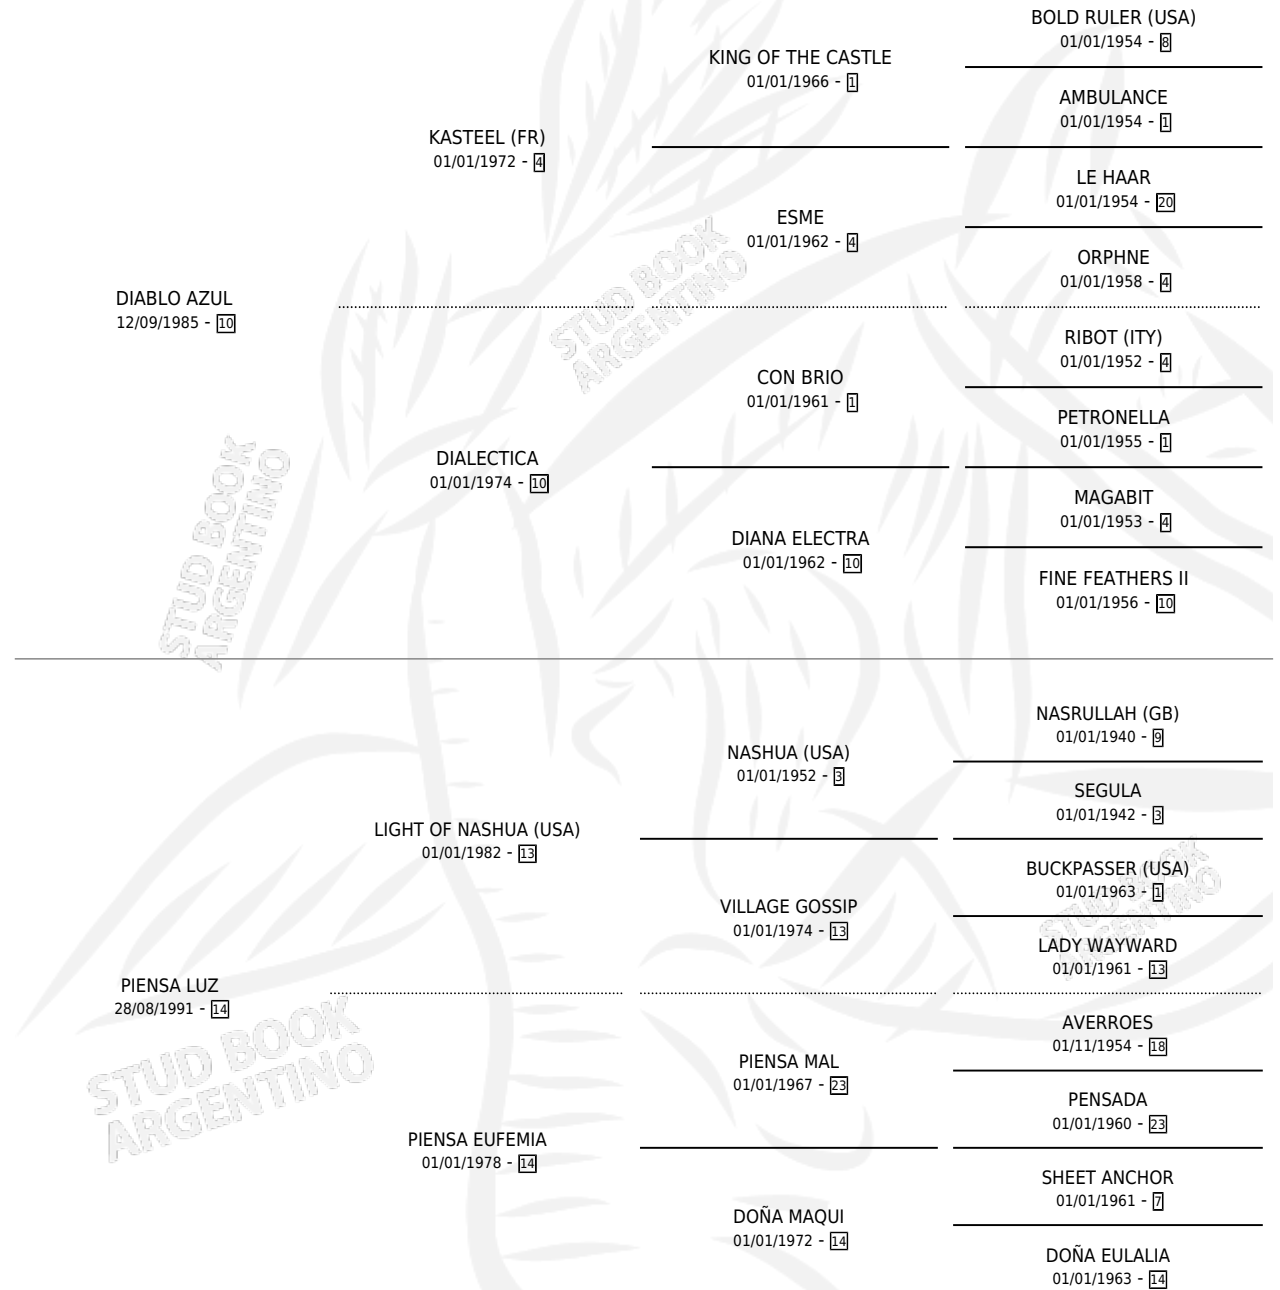 BOLD RULER (USA)
01/01/1954 - 8
KING OF THE CASTLE
01/01/1966 - 1
AMBULANCE
01/01/1954 - 1
KASTEEL (FR)
01/01/1972 - 4
LE HAAR
01/01/1954 - 20
ESME
01/01/1962 - 4
ORPHNE
01/01/1958 - 4
DIABLO AZUL
12/09/1985 - 10
RIBOT (ITY)
01/01/1952 - 4
CON BRIO
01/01/1961 - 1
PETRONELLA
01/01/1955 - 1
DIALECTICA
01/01/1974 - 10
MAGABIT
01/01/1953 - 4
DIANA ELECTRA
01/01/1962 - 10
FINE FEATHERS II
01/01/1956 - 10
NASRULLAH (GB)
01/01/1940 - 9
NASHUA (USA)
01/01/1952 - 3
SEGULA
01/01/1942 - 3
LIGHT OF NASHUA (USA)
01/01/1982 - 13
BUCKPASSER (USA)
01/01/1963 - 1
VILLAGE GOSSIP
01/01/1974 - 13
LADY WAYWARD
01/01/1961 - 13
PIENSA LUZ
28/08/1991 - 14
AVERROES
01/11/1954 - 18
PIENSA MAL
01/01/1967 - 23
PENSADA
01/01/1960 - 23
PIENSA EUFEMIA
01/01/1978 - 14
SHEET ANCHOR
01/01/1961 - 7
DOÑA MAQUI
01/01/1972 - 14
DOÑA EULALIA
01/01/1963 - 14
STUD BOOK
ARGENTINO
STUD BOOK
ARGENTINO
STUD BOOK
ARGENTINO
STUD BOOK
ARGENTINO